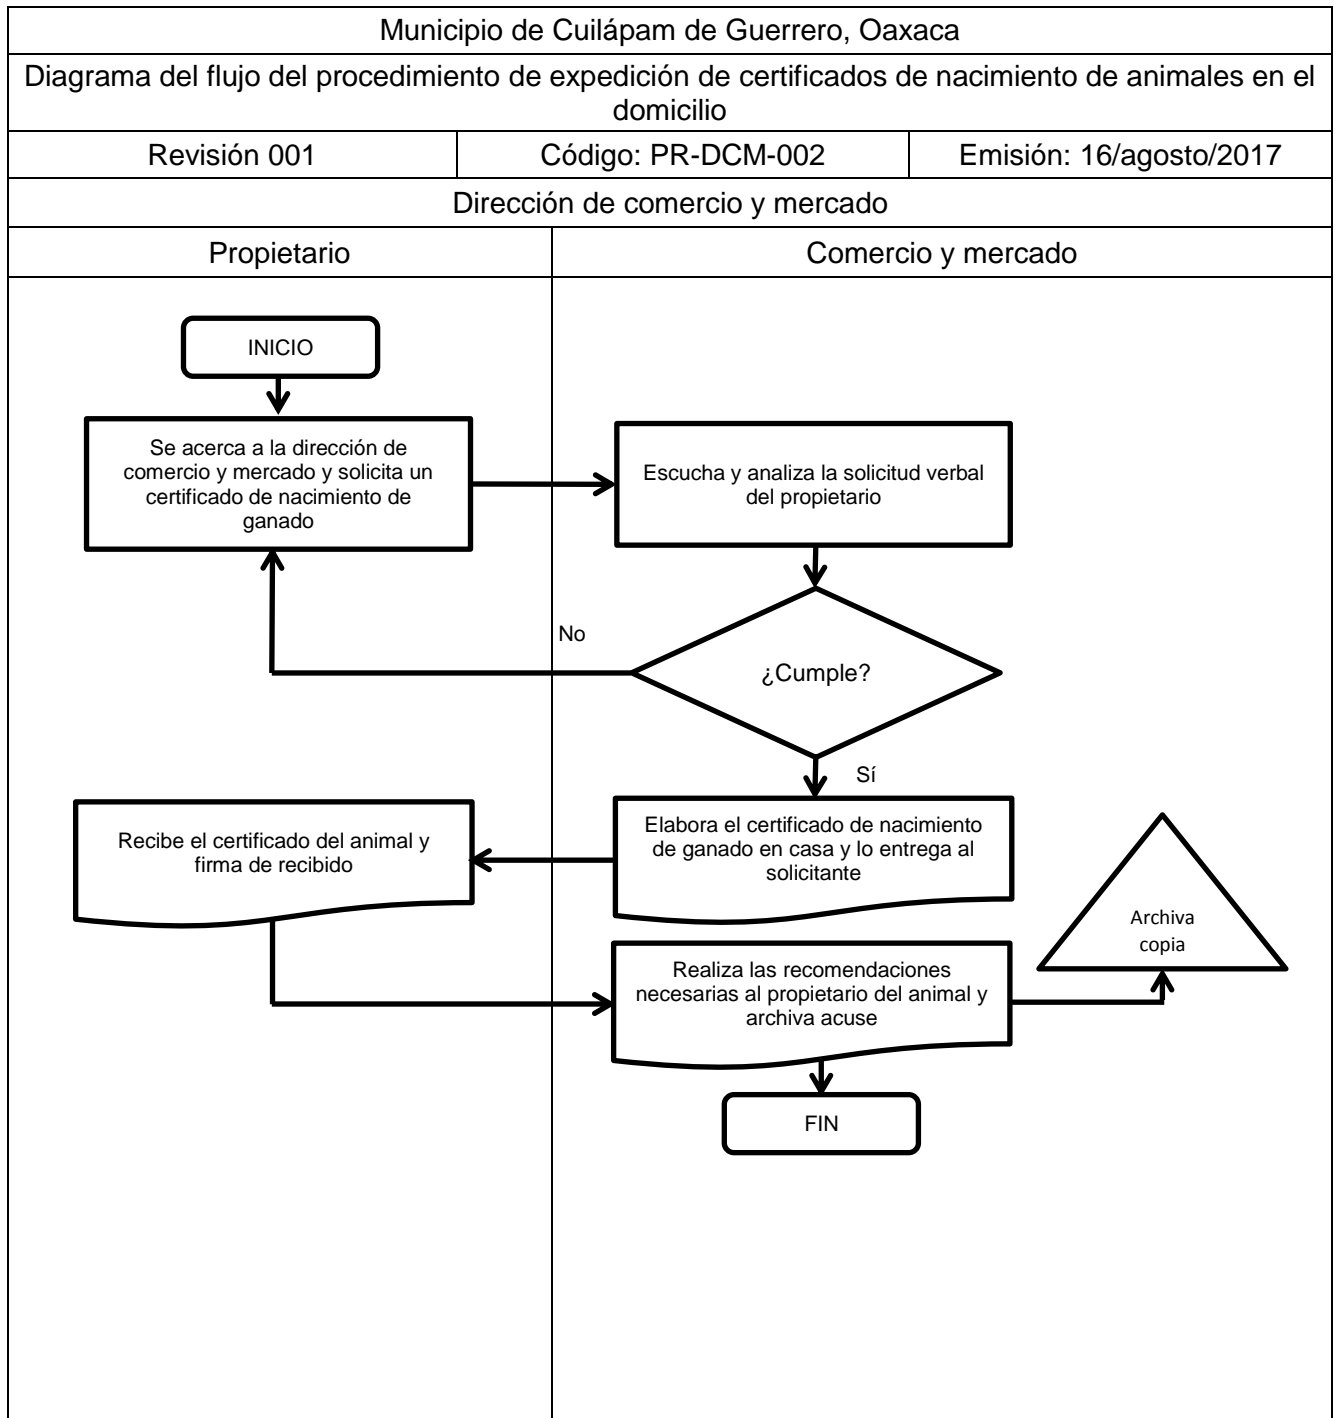 Municipio de Cuilápam de Guerrero, Oaxaca
Diagrama del flujo del procedimiento de expedición de certificados de nacimiento de animales en el
domicilio
Revisión 001
Código: PR-DCM-002
Emisión: 16/agosto/2017
Dirección de comercio y mercado
Propietario
Comercio y mercado
INICIO
Se acerca a la dirección de
comercio y mercado y solicita un
certificado de nacimiento de
ganado
Escucha y analiza la solicitud verbal
del propietario
No
¿Cumple?
Sí
Elabora el certificado de nacimiento
de ganado en casa y lo entrega al
solicitante
Recibe el certificado del animal y
firma de recibido
Realiza las recomendaciones
necesarias al propietario del animal y
archiva acuse
Archiva
copia
FIN